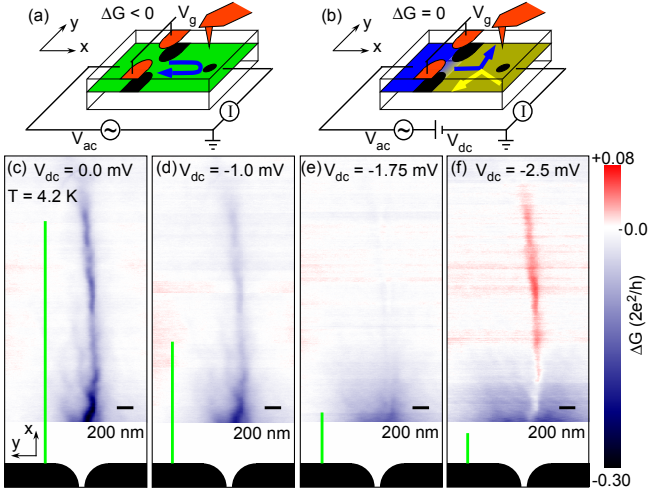 (a) ΔG < 0 V_g
y
x
V_ac
~
I
(b) ΔG = 0 V_g
y
x
V_ac
~
V_dc
I
(c) V_dc = 0.0 mV
T = 4.2 K
x
y
200 nm
(d) V_dc = -1.0 mV
200 nm
(e) V_dc = -1.75 mV
200 nm
(f) V_dc = -2.5 mV
200 nm
+0.08
-0.0
ΔG (2e²/h)
-0.30